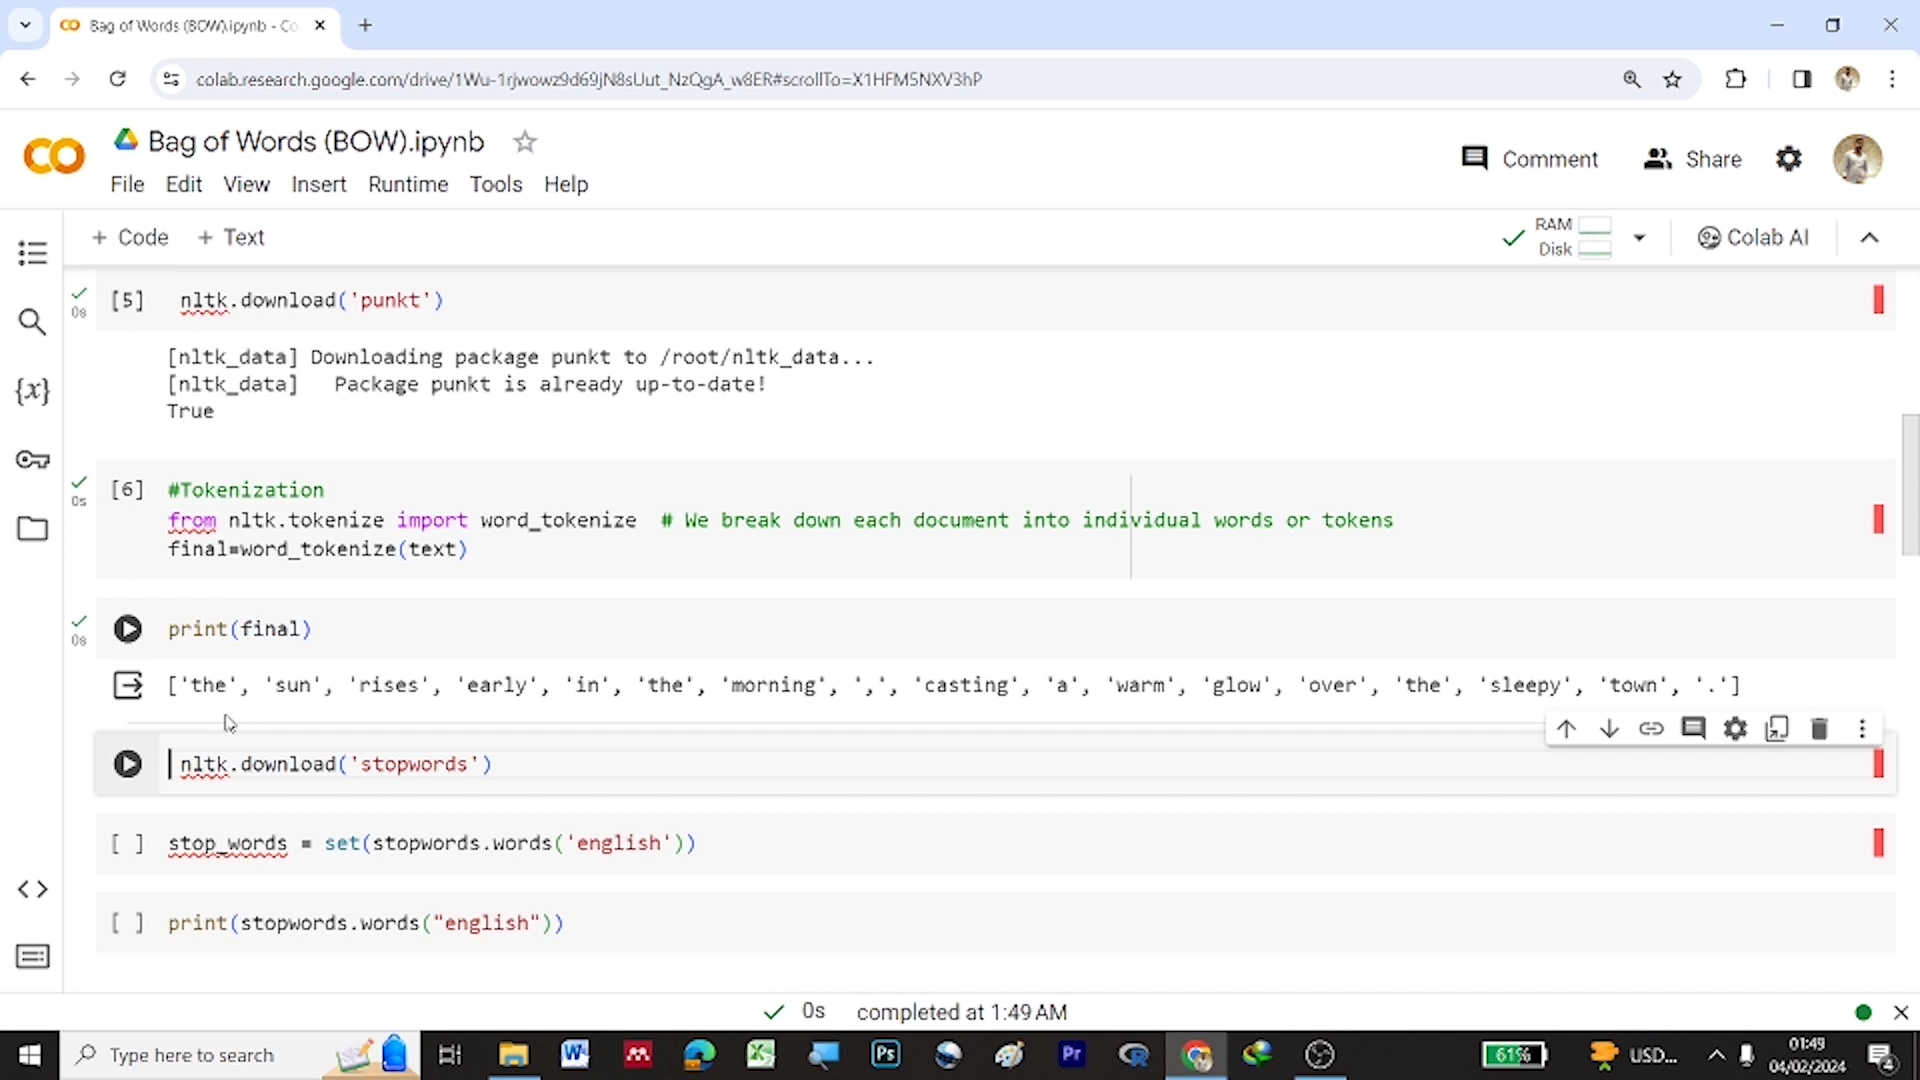 Bag of Words (BOW).ipynb - Co
colab.research.google.com/drive/1Wu-1rjwowz9d69jN8sUut_NzQgA_w8ER#scrollTo=X1HFM5NXV3hP
Bag of Words (BOW).ipynb
Comment
Share
File Edit View Insert Runtime Tools Help
+ Code + Text
RAM
Disk
Colab AI
0s
[5] nltk.download('punkt')
[nltk_data] Downloading package punkt to /root/nltk_data...
[nltk_data]   Package punkt is already up-to-date!
True
0s
[6] #Tokenization
from nltk.tokenize import word_tokenize  # We break down each document into individual words or tokens
final=word_tokenize(text)
0s
print(final)
['the', 'sun', 'rises', 'early', 'in', 'the', 'morning', ',', 'casting', 'a', 'warm', 'glow', 'over', 'the', 'sleepy', 'town', '.']
nltk.download('stopwords')
[ ] stop_words = set(stopwords.words('english'))
[ ] print(stopwords.words("english"))
0s completed at 1:49 AM
Type here to search
61%
USD...
01:49
04/02/2024
4